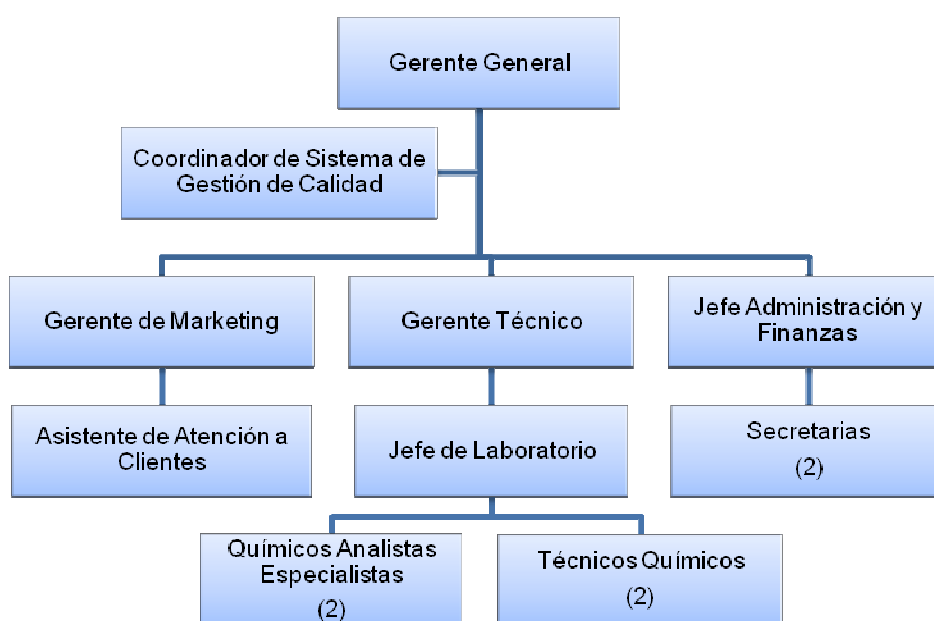 Gerente General
Coordinador de Sistema de
Gestión de Calidad
Gerente de Marketing
Gerente Técnico
Jefe Administración y
Finanzas
Asistente de Atención a
Clientes
Jefe de Laboratorio
Secretarias
(2)
Químicos Analistas
Especialistas
(2)
Técnicos Químicos
(2)